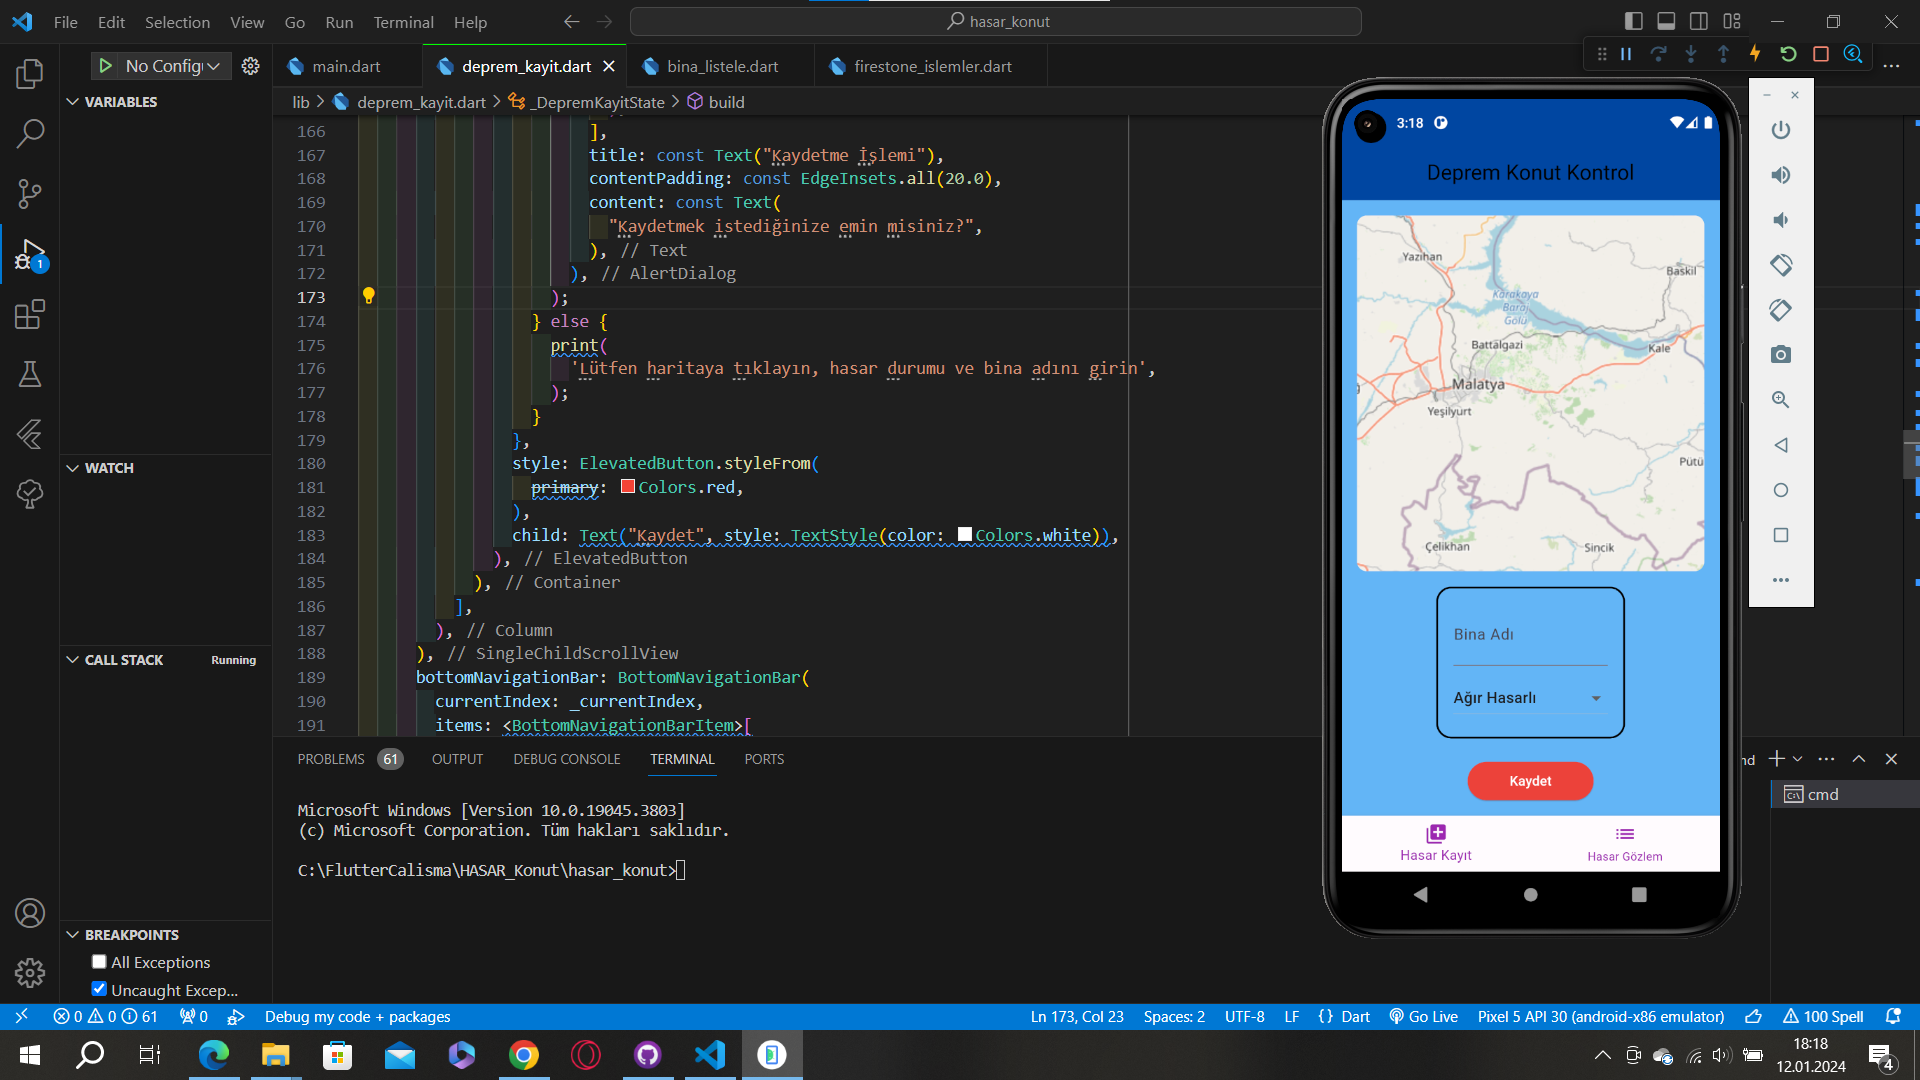 File Edit Selection View Go Run Terminal Help
hasar_konut
No Config
main.dart
deprem_kayit.dart
bina_listele.dart
firestone_islemler.dart
lib > deprem_kayit.dart > _DepremKayitState > build
VARIABLES
WATCH
CALL STACK Running
BREAKPOINTS
All Exceptions
Uncaught Excep...
1
166 ],
167 title: const Text("Kaydetme İşlemi"),
168 contentPadding: const EdgeInsets.all(20.0),
169 content: const Text(
170 "Kaydetmek istediğinize emin misiniz?",
171 ), // Text
172 ), // AlertDialog
173 );
174 } else {
175 print(
176 'Lütfen haritaya tıklayın, hasar durumu ve bina adını girin',
177 );
178 }
179 },
180 style: ElevatedButton.styleFrom(
181 primary: Colors.red,
182 ),
183 child: Text("Kaydet", style: TextStyle(color: Colors.white)),
184 ), // ElevatedButton
185 ), // Container
186 ],
187 ), // Column
188 ), // SingleChildScrollView
189 bottomNavigationBar: BottomNavigationBar(
190 currentIndex: _currentIndex,
191 items: <BottomNavigationBarItem>[
PROBLEMS 61 OUTPUT DEBUG CONSOLE TERMINAL PORTS
Microsoft Windows [Version 10.0.19045.3803]
(c) Microsoft Corporation. Tüm hakları saklıdır.
C:\FlutterCalisma\HASAR_Konut\hasar_konut>
cmd
3:18
Deprem Konut Kontrol
Yazıhan
Baskil
Karakaya
Baraj
Gölü
Battalgazi
Kale
Malatya
Yeşilyurt
Pütü
Çelikhan
Sincik
Bina Adı
Ağır Hasarlı
Kaydet
Hasar Kayıt
Hasar Gözlem
0 0 61 0 Debug my code + packages
Ln 173, Col 23 Spaces: 2 UTF-8 LF {} Dart Go Live Pixel 5 API 30 (android-x86 emulator) 100 Spell
18:18
12.01.2024
4